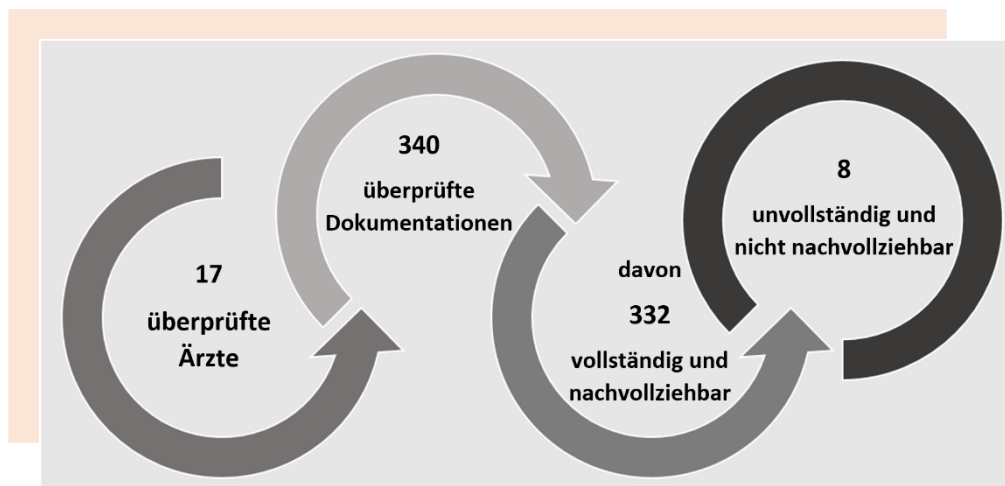 17
überprüfte
Ärzte
340
überprüfte
Dokumentationen
davon
332
vollständig und
nachvollziehbar
8
unvollständig und
nicht nachvollziehbar